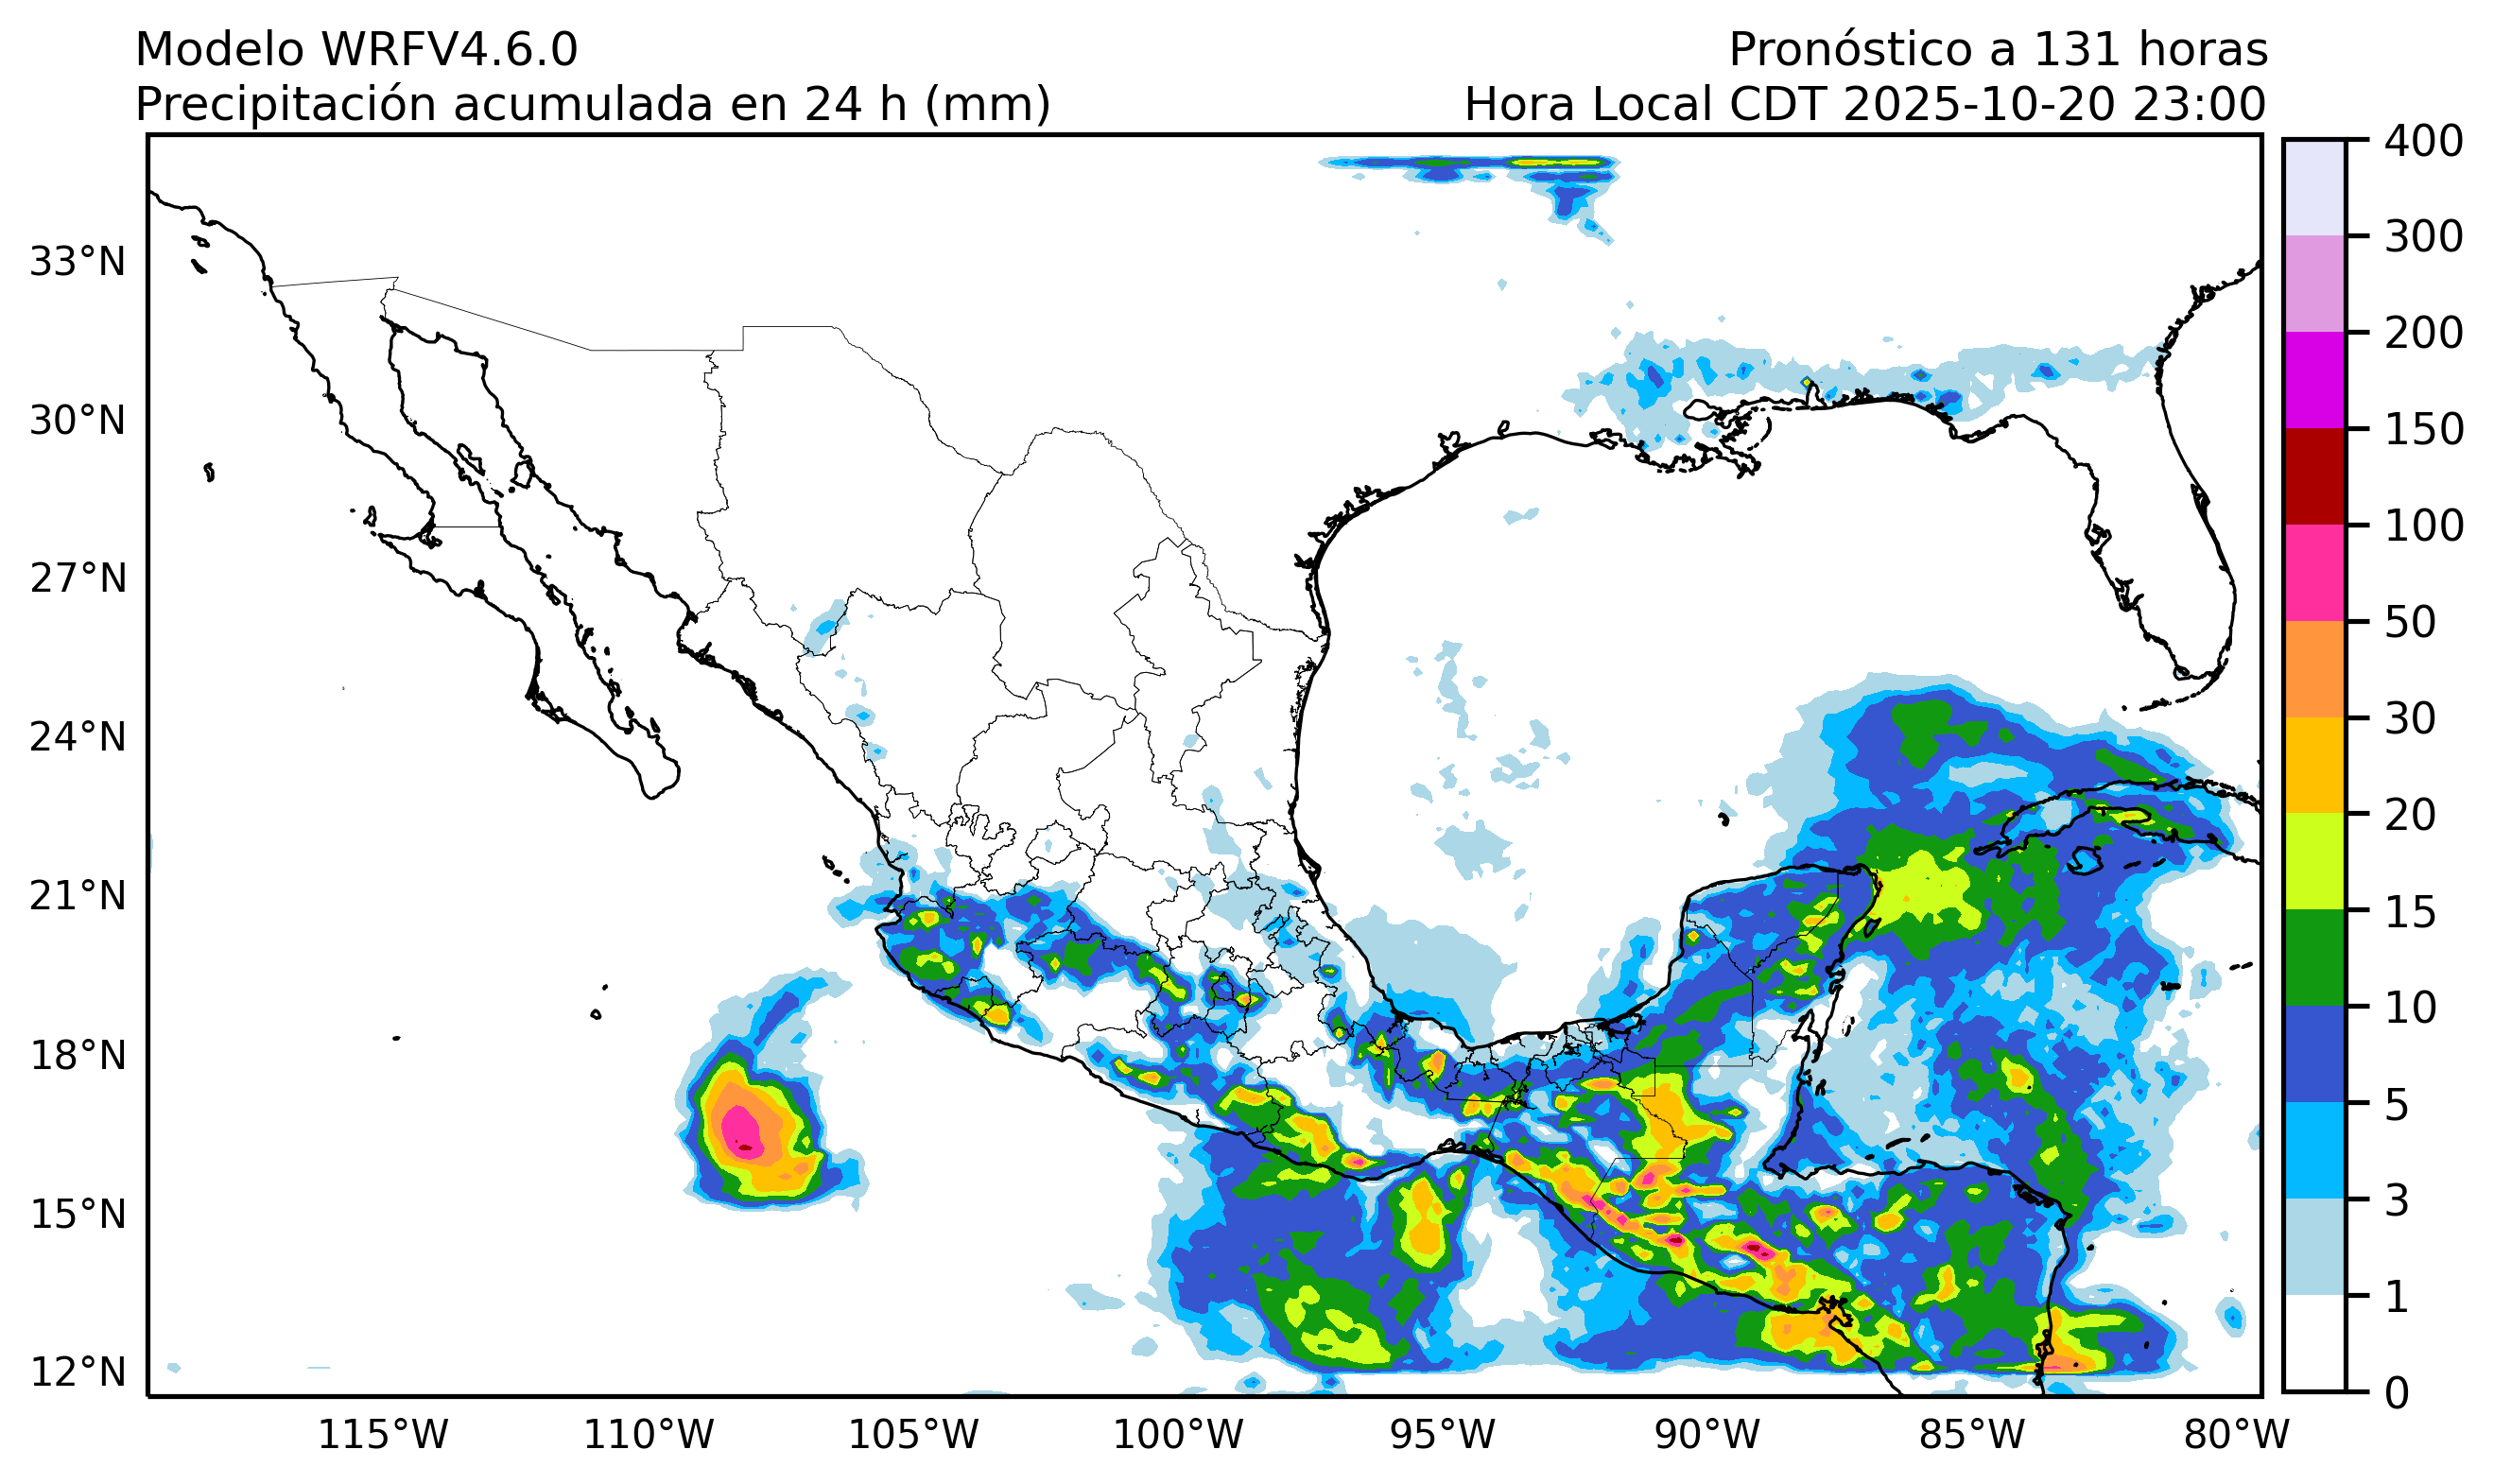 Modelo WRFV4.6.0
Pronóstico a 131 horas
Precipitación acumulada en 24 h (mm)
Hora Local CDT 2025-10-20 23:00
33°N
30°N
27°N
24°N
21°N
18°N
15°N
12°N
115°W
110°W
105°W
100°W
95°W
90°W
85°W
80°W
400
300
200
150
100
50
30
20
15
10
5
3
1
0